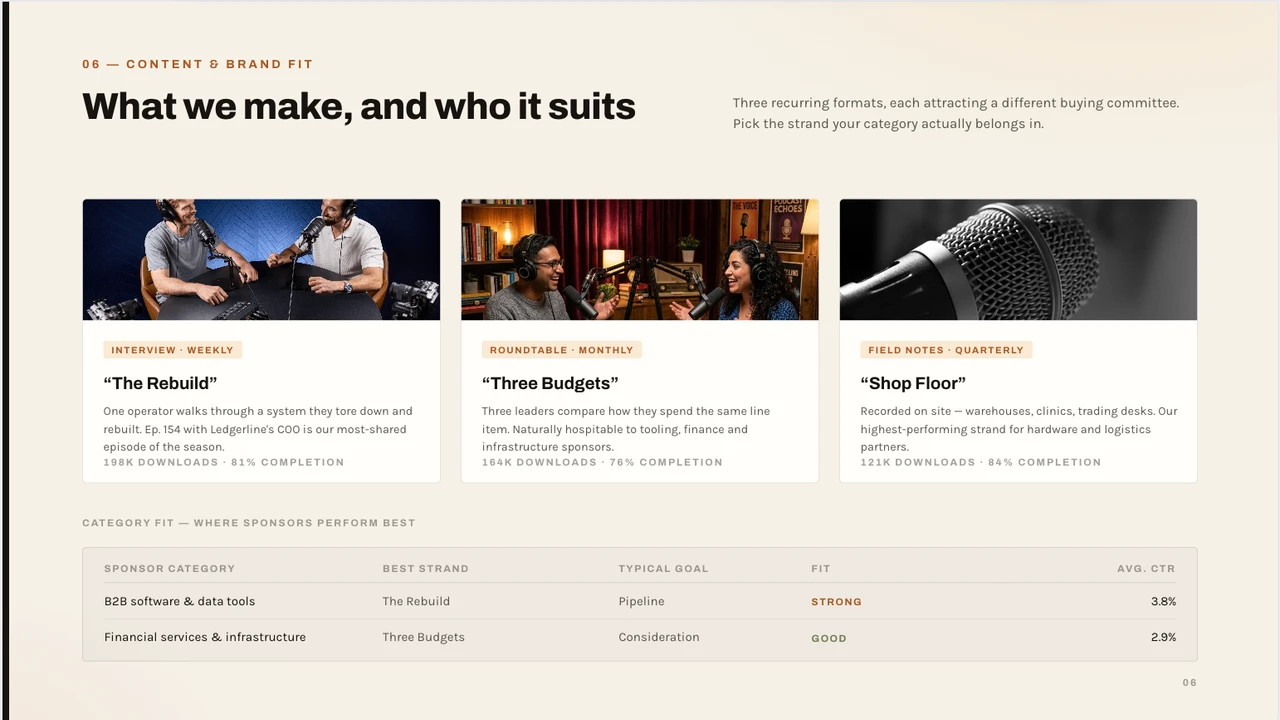 06 — CONTENT & BRAND FIT
What we make, and who it suits
Three recurring formats, each attracting a different buying committee.
Pick the strand your category actually belongs in.
THE VOICE
PODCAST
ECHOES
INTERVIEW · WEEKLY
“The Rebuild”
One operator walks through a system they tore down and
rebuilt. Ep. 154 with Ledgerline's COO is our most-shared
episode of the season.
198K DOWNLOADS · 81% COMPLETION
ROUNDTABLE · MONTHLY
“Three Budgets”
Three leaders compare how they spend the same line
item. Naturally hospitable to tooling, finance and
infrastructure sponsors.
164K DOWNLOADS · 76% COMPLETION
FIELD NOTES · QUARTERLY
“Shop Floor”
Recorded on site — warehouses, clinics, trading desks. Our
highest-performing strand for hardware and logistics
partners.
121K DOWNLOADS · 84% COMPLETION
CATEGORY FIT — WHERE SPONSORS PERFORM BEST
SPONSOR CATEGORY BEST STRAND TYPICAL GOAL FIT AVG. CTR
B2B software & data tools The Rebuild Pipeline STRONG 3.8%
Financial services & infrastructure Three Budgets Consideration GOOD 2.9%
06